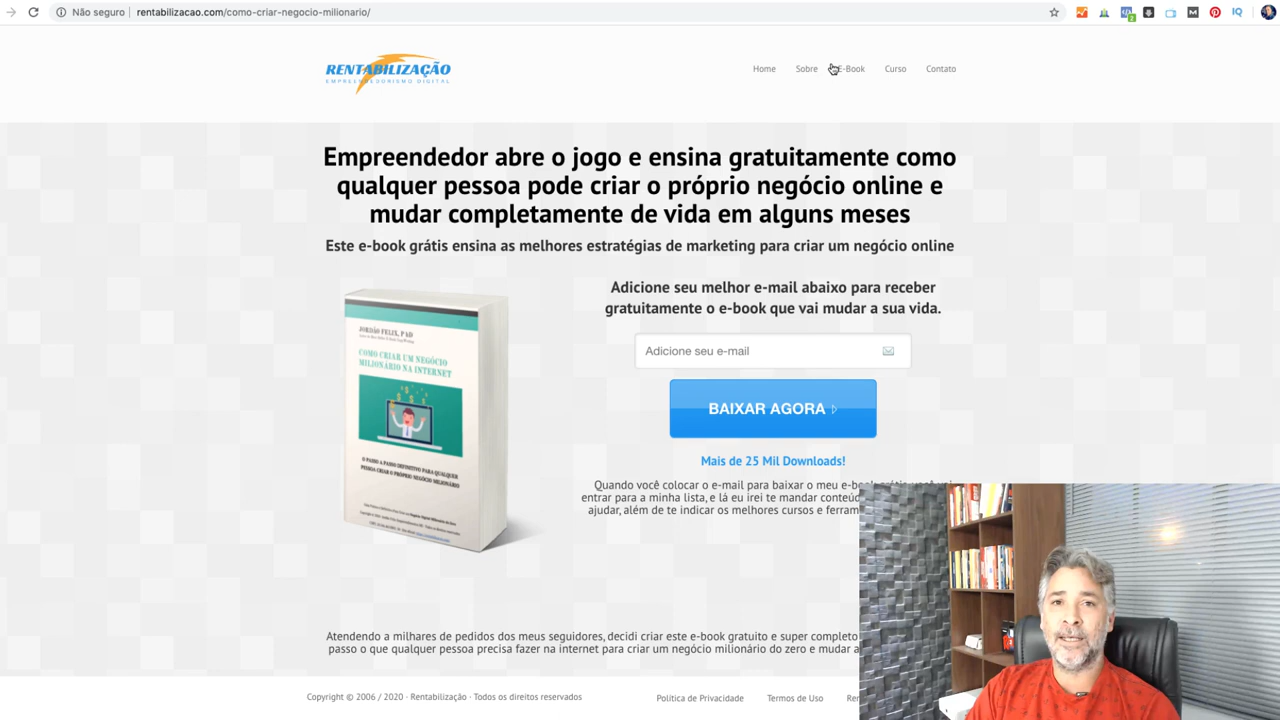 Não seguro
rentabilizacao.com/como-criar-negocio-milionario/
2
M
IQ
RENTABILIZAÇÃO
EMPREENDEDORISMO DIGITAL
Home
Sobre
E-Book
Curso
Contato
Empreendedor abre o jogo e ensina gratuitamente como
qualquer pessoa pode criar o próprio negócio online e
mudar completamente de vida em alguns meses
Este e-book grátis ensina as melhores estratégias de marketing para criar um negócio online
JORDÃO FELIX, PAD
COMO CRIAR UM NEGÓCIO
MILIONÁRIO NA INTERNET
O PASSO A PASSO DEFINITIVO PARA QUALQUER
PESSOA CRIAR O PRÓPRIO NEGÓCIO MILIONÁRIO
Adicione seu melhor e-mail abaixo para receber
gratuitamente o e-book que vai mudar a sua vida.
Adicione seu e-mail
BAIXAR AGORA
Mais de 25 Mil Downloads!
Quando você colocar o e-mail para baixar o meu e-book grátis você vai
entrar para a minha lista, e lá eu irei te mandar
ajudar, além de te indicar os melhores cursos e
Atendendo a milhares de pedidos dos meus seguidores, decidi criar este e-book gratuito e super completo
passo o que qualquer pessoa precisa fazer na internet para criar um negócio milionário do zero e mudar
Copyright © 2006 / 2020 · Rentabilização · Todos os direitos reservados
Política de Privacidade
Termos de Uso